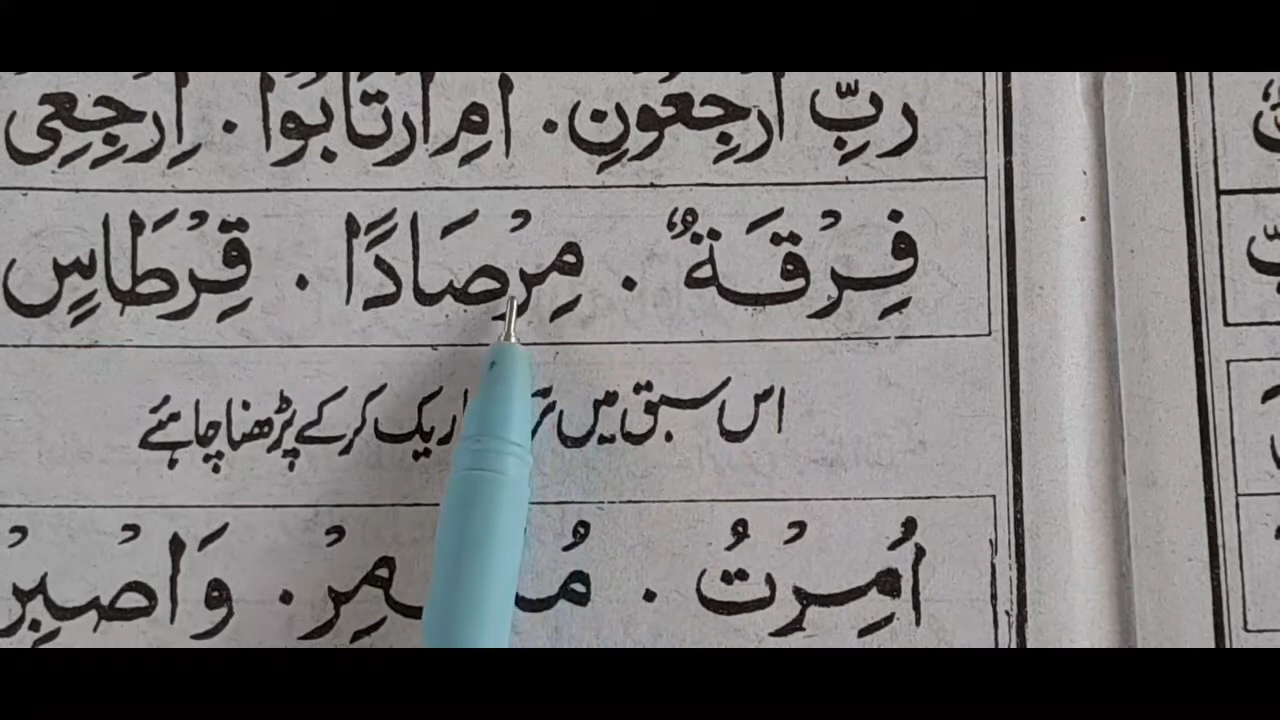 رَبِّ ارْجِعُوْنِ . اَمِ ارْتَابُوْا . اِرْجِعِیْ
فِرْقَةٌ . مِرْصَادًا . قِرْطَاسٍ
اس سبق میں کرکے پڑھنا چاہئے
اُمِرْتُ . وَاصْبِرْ